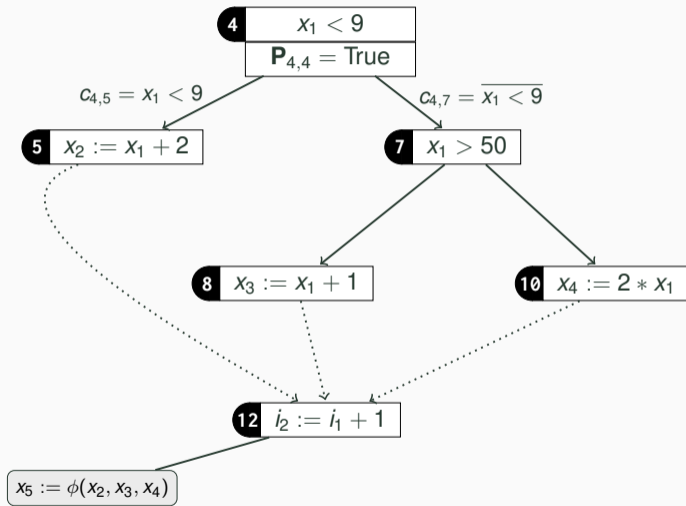 4 x₁ < 9
P₄,₄ = True
c₄,₅ = x₁ < 9
c₄,₇ = x̅₁̅ ̅<̅ ̅9̅
5 x₂ := x₁ + 2
7 x₁ > 50
8 x₃ := x₁ + 1
10 x₄ := 2 ∗ x₁
12 i₂ := i₁ + 1
x₅ := ϕ(x₂, x₃, x₄)